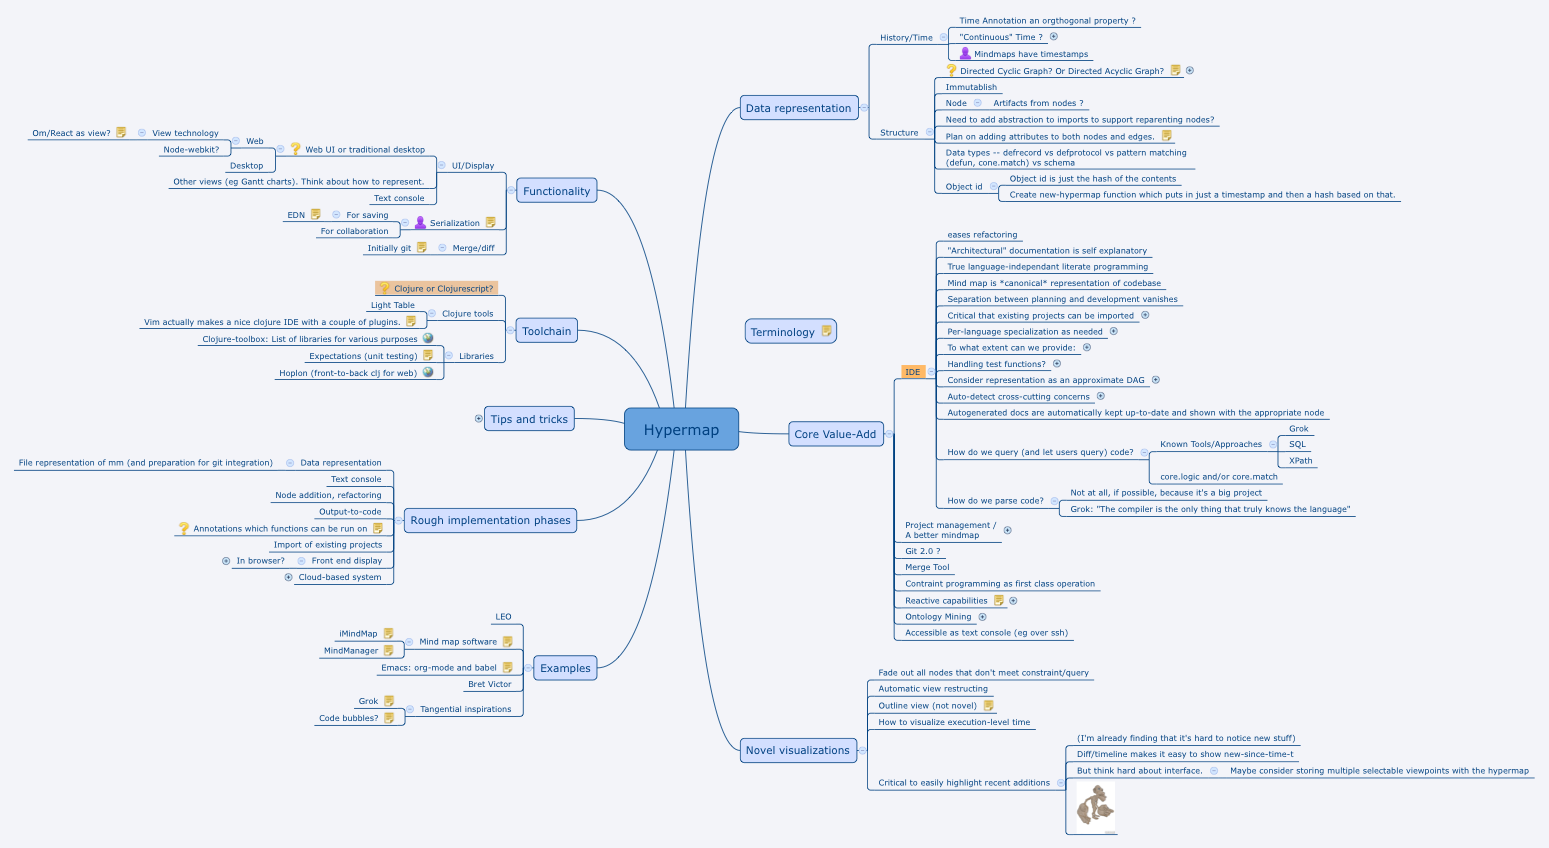 Hypermap
Data representation
History/Time
Time Annotation an orgthogonal property ?
"Continuous" Time ?
Mindmaps have timestamps
Structure
Directed Cyclic Graph? Or Directed Acyclic Graph?
Immutablish
Node
Artifacts from nodes ?
Need to add abstraction to imports to support reparenting nodes?
Plan on adding attributes to both nodes and edges.
Data types -- defrecord vs defprotocol vs pattern matching
(defun, cone.match) vs schema
Object id
Object id is just the hash of the contents
Create new-hypermap function which puts in just a timestamp and then a hash based on that.
Terminology
Core Value-Add
IDE
eases refactoring
"Architectural" documentation is self explanatory
True language-independant literate programming
Mind map is *canonical* representation of codebase
Separation between planning and development vanishes
Critical that existing projects can be imported
Per-language specialization as needed
To what extent can we provide:
Handling test functions?
Consider representation as an approximate DAG
Auto-detect cross-cutting concerns
Autogenerated docs are automatically kept up-to-date and shown with the appropriate node
How do we query (and let users query) code?
Known Tools/Approaches
Grok
SQL
XPath
core.logic and/or core.match
How do we parse code?
Not at all, if possible, because it's a big project
Grok: "The compiler is the only thing that truly knows the language"
Project management /
A better mindmap
Git 2.0 ?
Merge Tool
Contraint programming as first class operation
Reactive capabilities
Ontology Mining
Accessible as text console (eg over ssh)
Novel visualizations
Fade out all nodes that don't meet constraint/query
Automatic view restructing
Outline view (not novel)
How to visualize execution-level time
Critical to easily highlight recent additions
(I'm already finding that it's hard to notice new stuff)
Diff/timeline makes it easy to show new-since-time-t
But think hard about interface.
Maybe consider storing multiple selectable viewpoints with the hypermap
Functionality
UI/Display
Web UI or traditional desktop
Web
View technology
Om/React as view?
Node-webkit?
Desktop
Other views (eg Gantt charts). Think about how to represent.
Text console
Serialization
For saving
EDN
For collaboration
Merge/diff
Initially git
Toolchain
Clojure or Clojurescript?
Clojure tools
Light Table
Vim actually makes a nice clojure IDE with a couple of plugins.
Libraries
Clojure-toolbox: List of libraries for various purposes
Expectations (unit testing)
Hoplon (front-to-back clj for web)
Tips and tricks
Rough implementation phases
Data representation
File representation of mm (and preparation for git integration)
Text console
Node addition, refactoring
Output-to-code
Annotations which functions can be run on
Import of existing projects
Front end display
In browser?
Cloud-based system
Examples
LEO
Mind map software
iMindMap
MindManager
Emacs: org-mode and babel
Bret Victor
Tangential inspirations
Grok
Code bubbles?